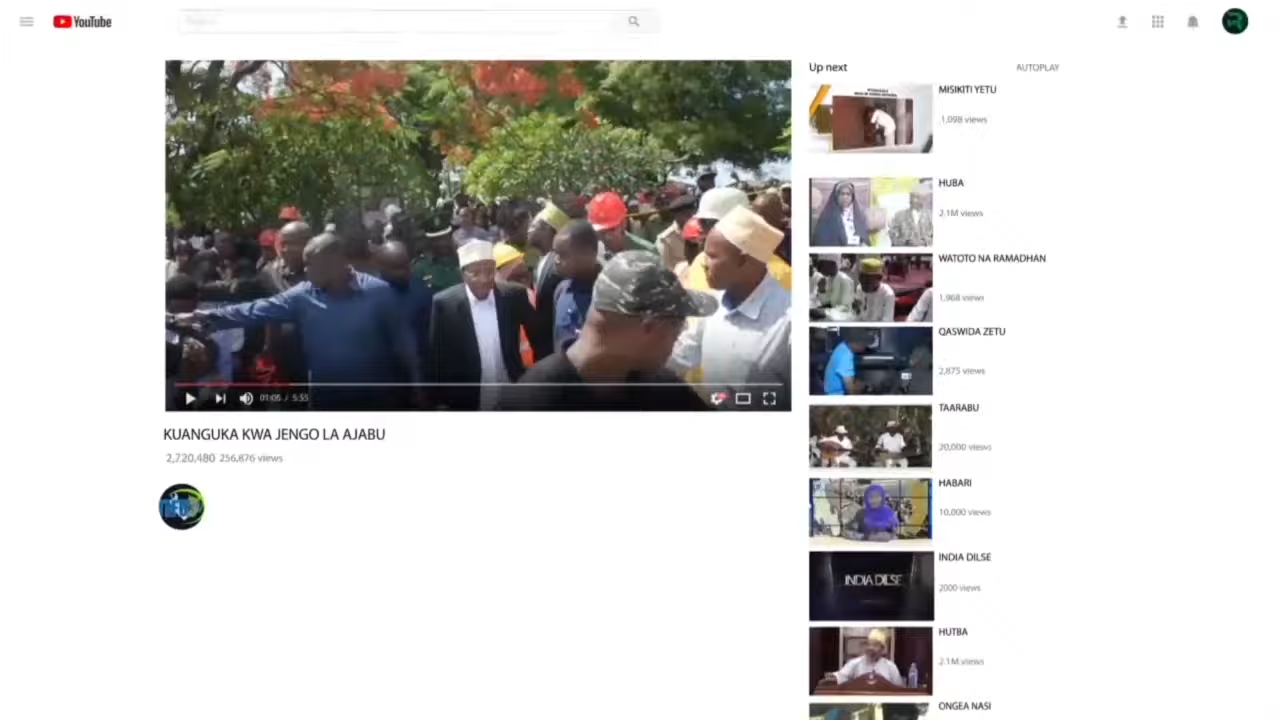 YouTube
01:06 / 5:55
KUANGUKA KWA JENGO LA AJABU
2,720,480 256,876 views
Up next
AUTOPLAY
MISIKITI YETU
1,098 views
HUBA
2.1M views
WATOTO NA RAMADHAN
1,968 views
QASWIDA ZETU
2,875 views
TAARABU
20,000 views
HABARI
10,000 views
INDIA DILSE
INDIA DILSE
2000 views
HUTBA
2.1M views
ONGEA NASI